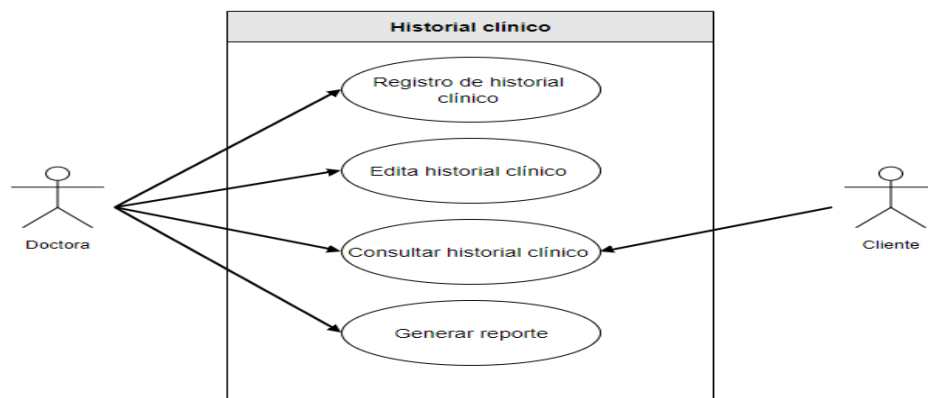 Historial clínico
Registro de historial
clínico
Edita historial clínico
Doctora
Cliente
Consultar historial clínico
Generar reporte